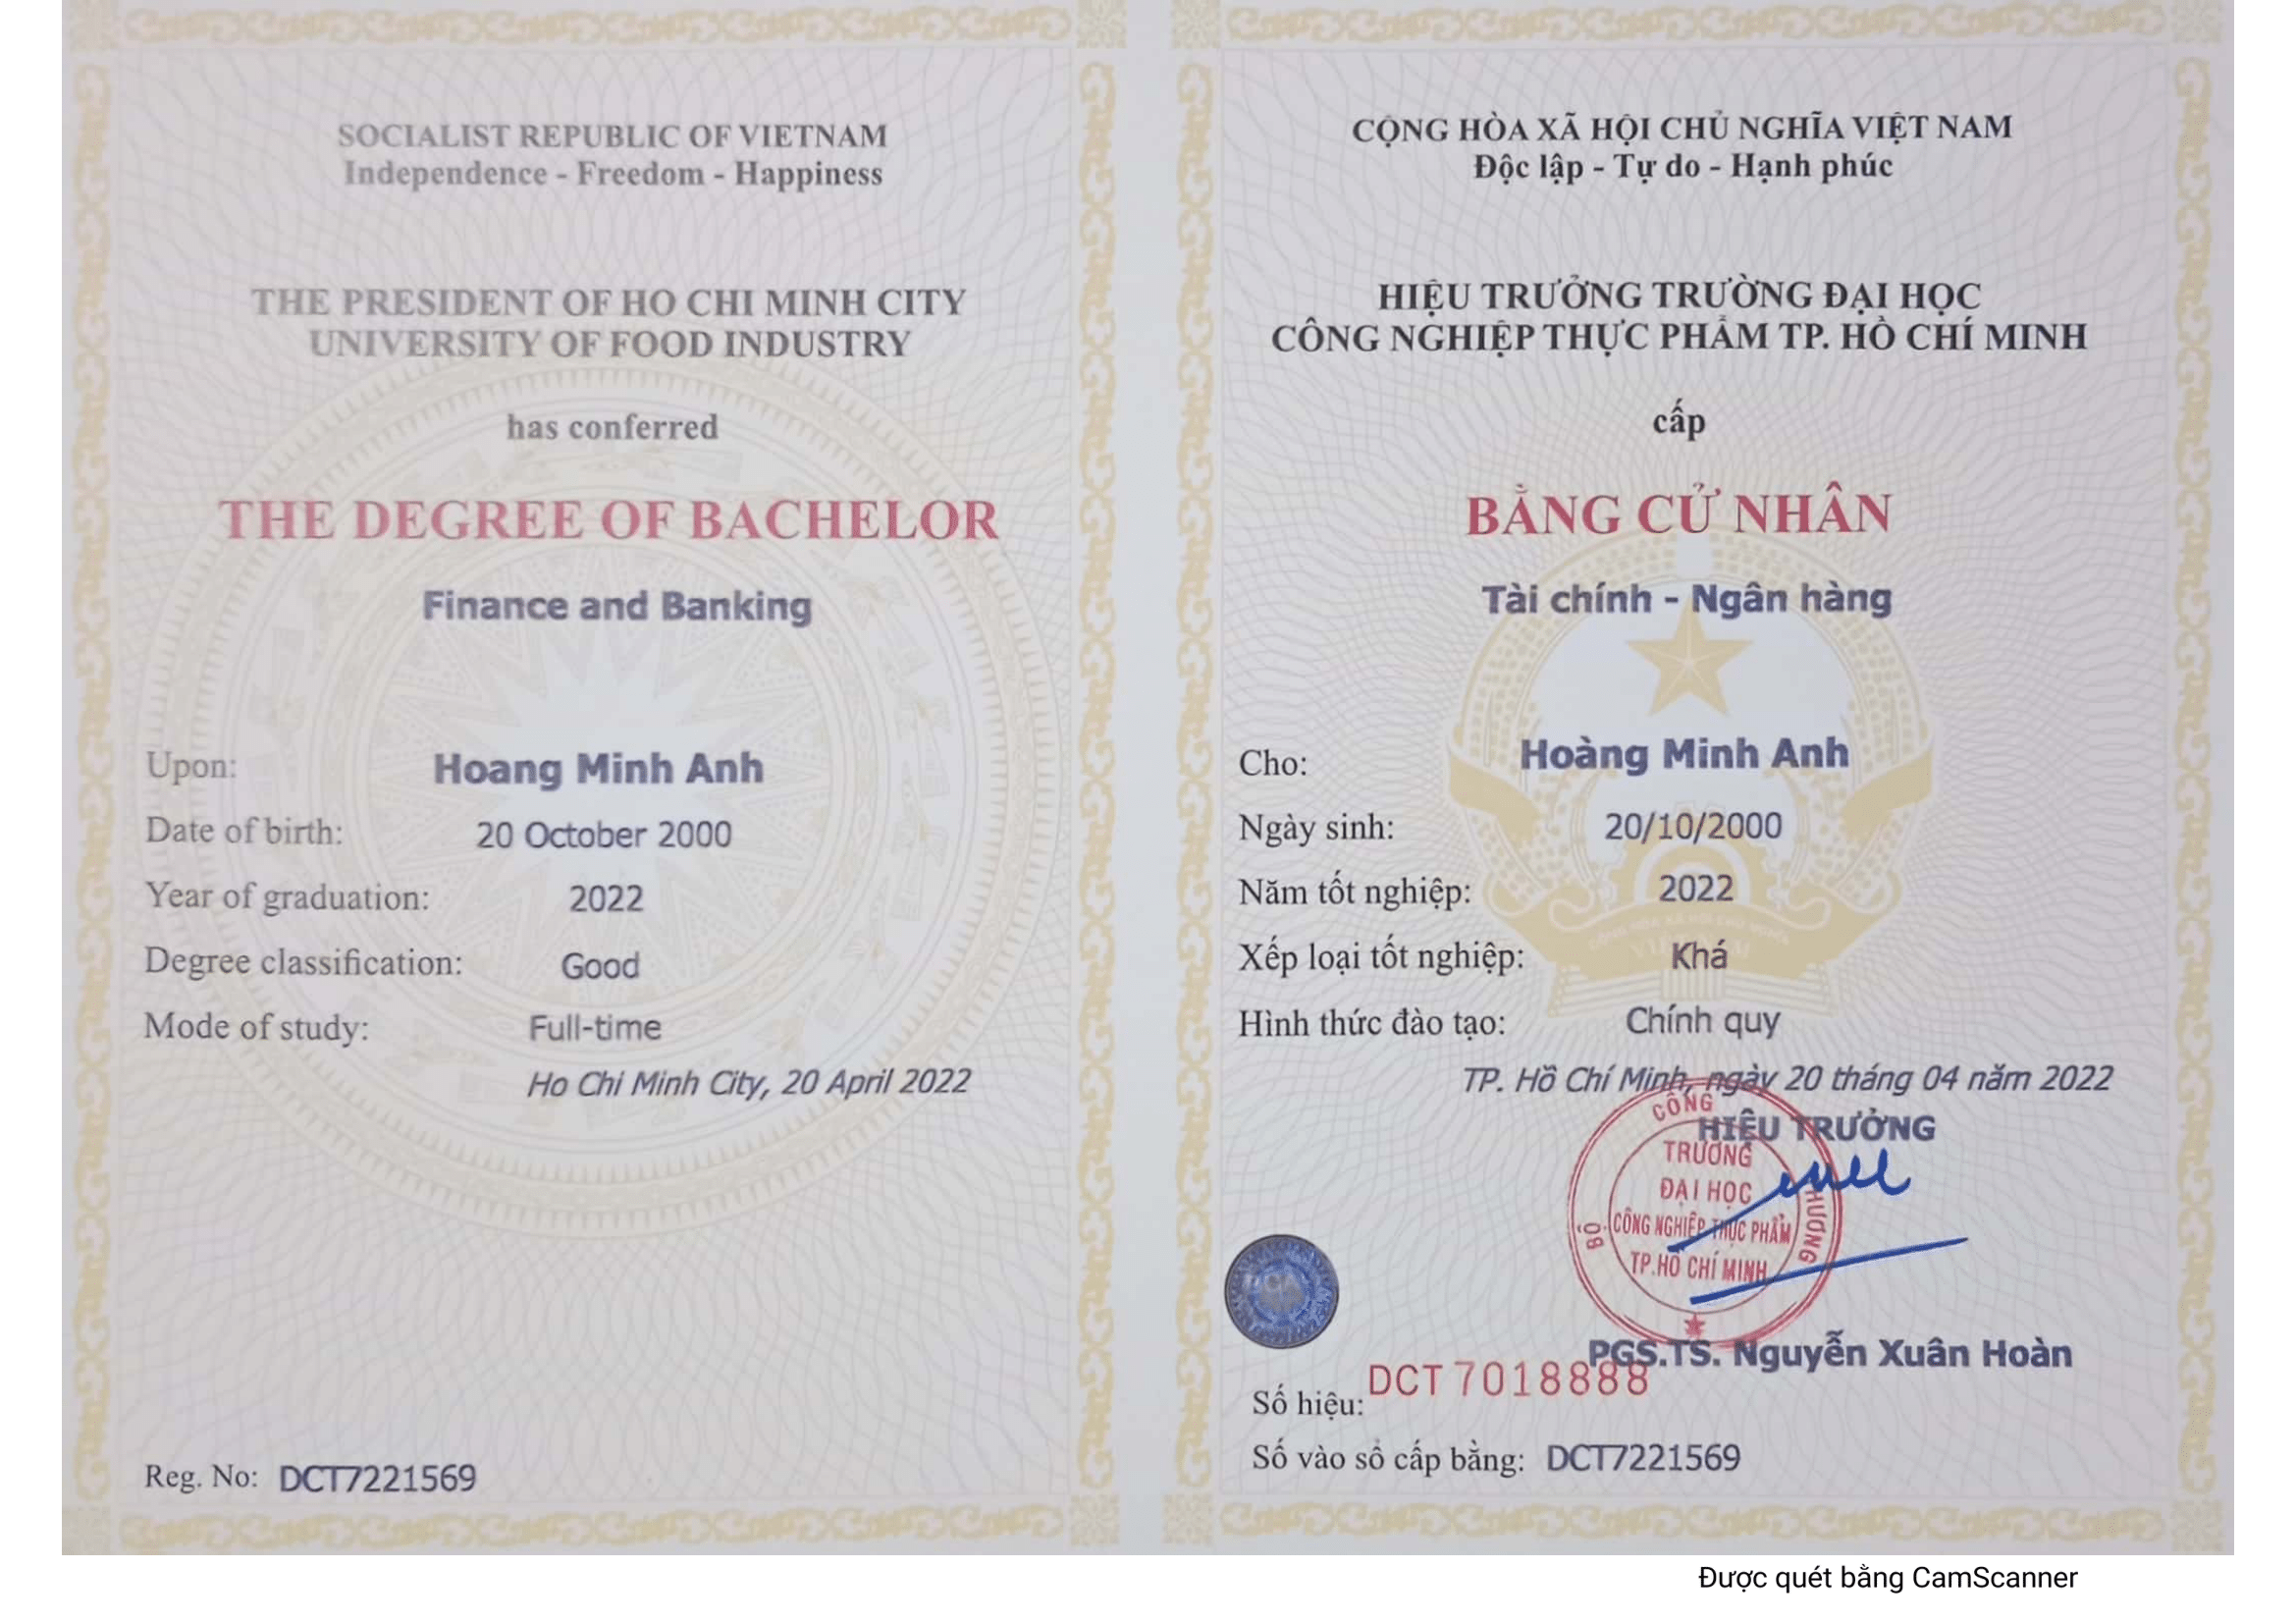 SOCIALIST REPUBLIC OF VIETNAM
Independence - Freedom - Happiness
THE PRESIDENT OF HO CHI MINH CITY
UNIVERSITY OF FOOD INDUSTRY
has conferred
THE DEGREE OF BACHELOR
Finance and Banking
Upon: Hoang Minh Anh
Date of birth: 20 October 2000
Year of graduation: 2022
Degree classification: Good
Mode of study: Full-time
Ho Chi Minh City, 20 April 2022
Reg. No: DCT7221569
CỘNG HÒA XÃ HỘI CHỦ NGHĨA VIỆT NAM
Độc lập - Tự do - Hạnh phúc
HIỆU TRƯỞNG TRƯỜNG ĐẠI HỌC
CÔNG NGHIỆP THỰC PHẨM TP. HỒ CHÍ MINH
cấp
BẰNG CỬ NHÂN
Tài chính - Ngân hàng
Cho: Hoàng Minh Anh
Ngày sinh: 20/10/2000
Năm tốt nghiệp: 2022
Xếp loại tốt nghiệp: Khá
Hình thức đào tạo: Chính quy
TP. Hồ Chí Minh, ngày 20 tháng 04 năm 2022
HIỆU TRƯỞNG
BỘ CÔNG THƯƠNG
TRƯỜNG
ĐẠI HỌC
CÔNG NGHIỆP THỰC PHẨM
TP.HỒ CHÍ MINH
PGS.TS. Nguyễn Xuân Hoàn
Số hiệu: DCT 7018888
Số vào sổ cấp bằng: DCT7221569
Được quét bằng CamScanner